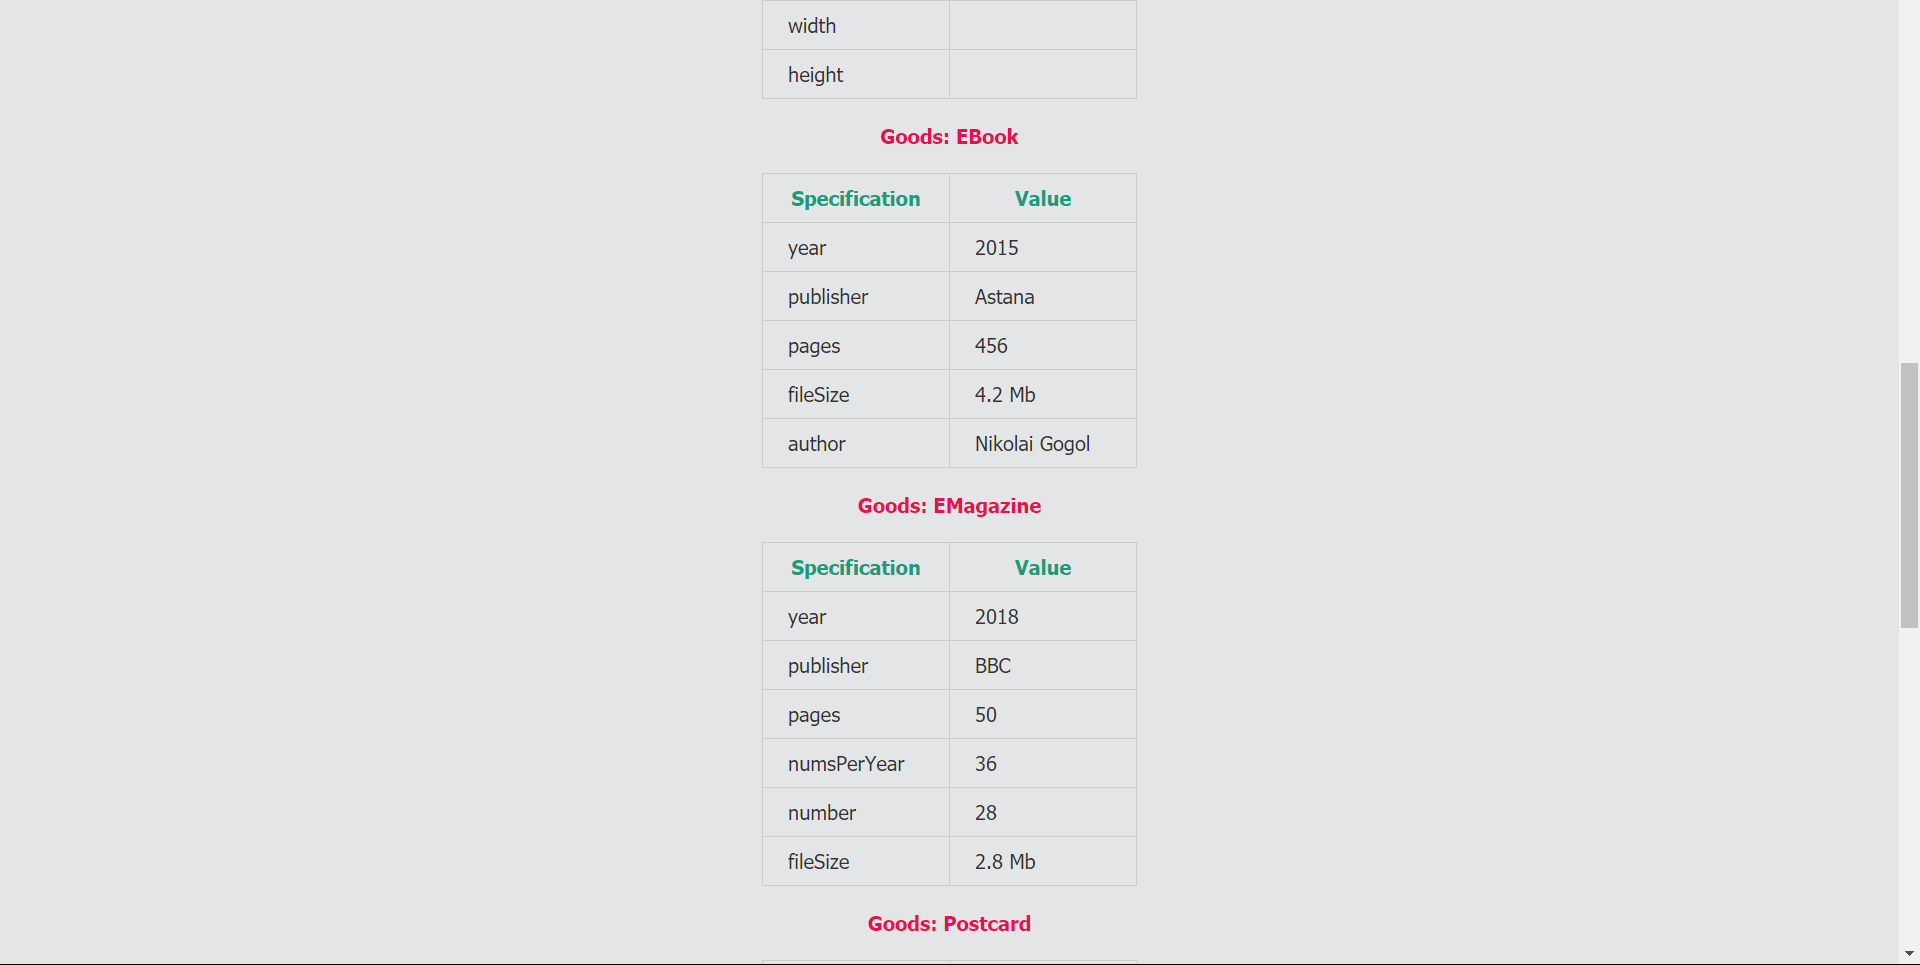 width
height
Goods: EBook
Specification Value
year 2015
publisher Astana
pages 456
fileSize 4.2 Mb
author Nikolai Gogol
Goods: EMagazine
Specification Value
year 2018
publisher BBC
pages 50
numsPerYear 36
number 28
fileSize 2.8 Mb
Goods: Postcard